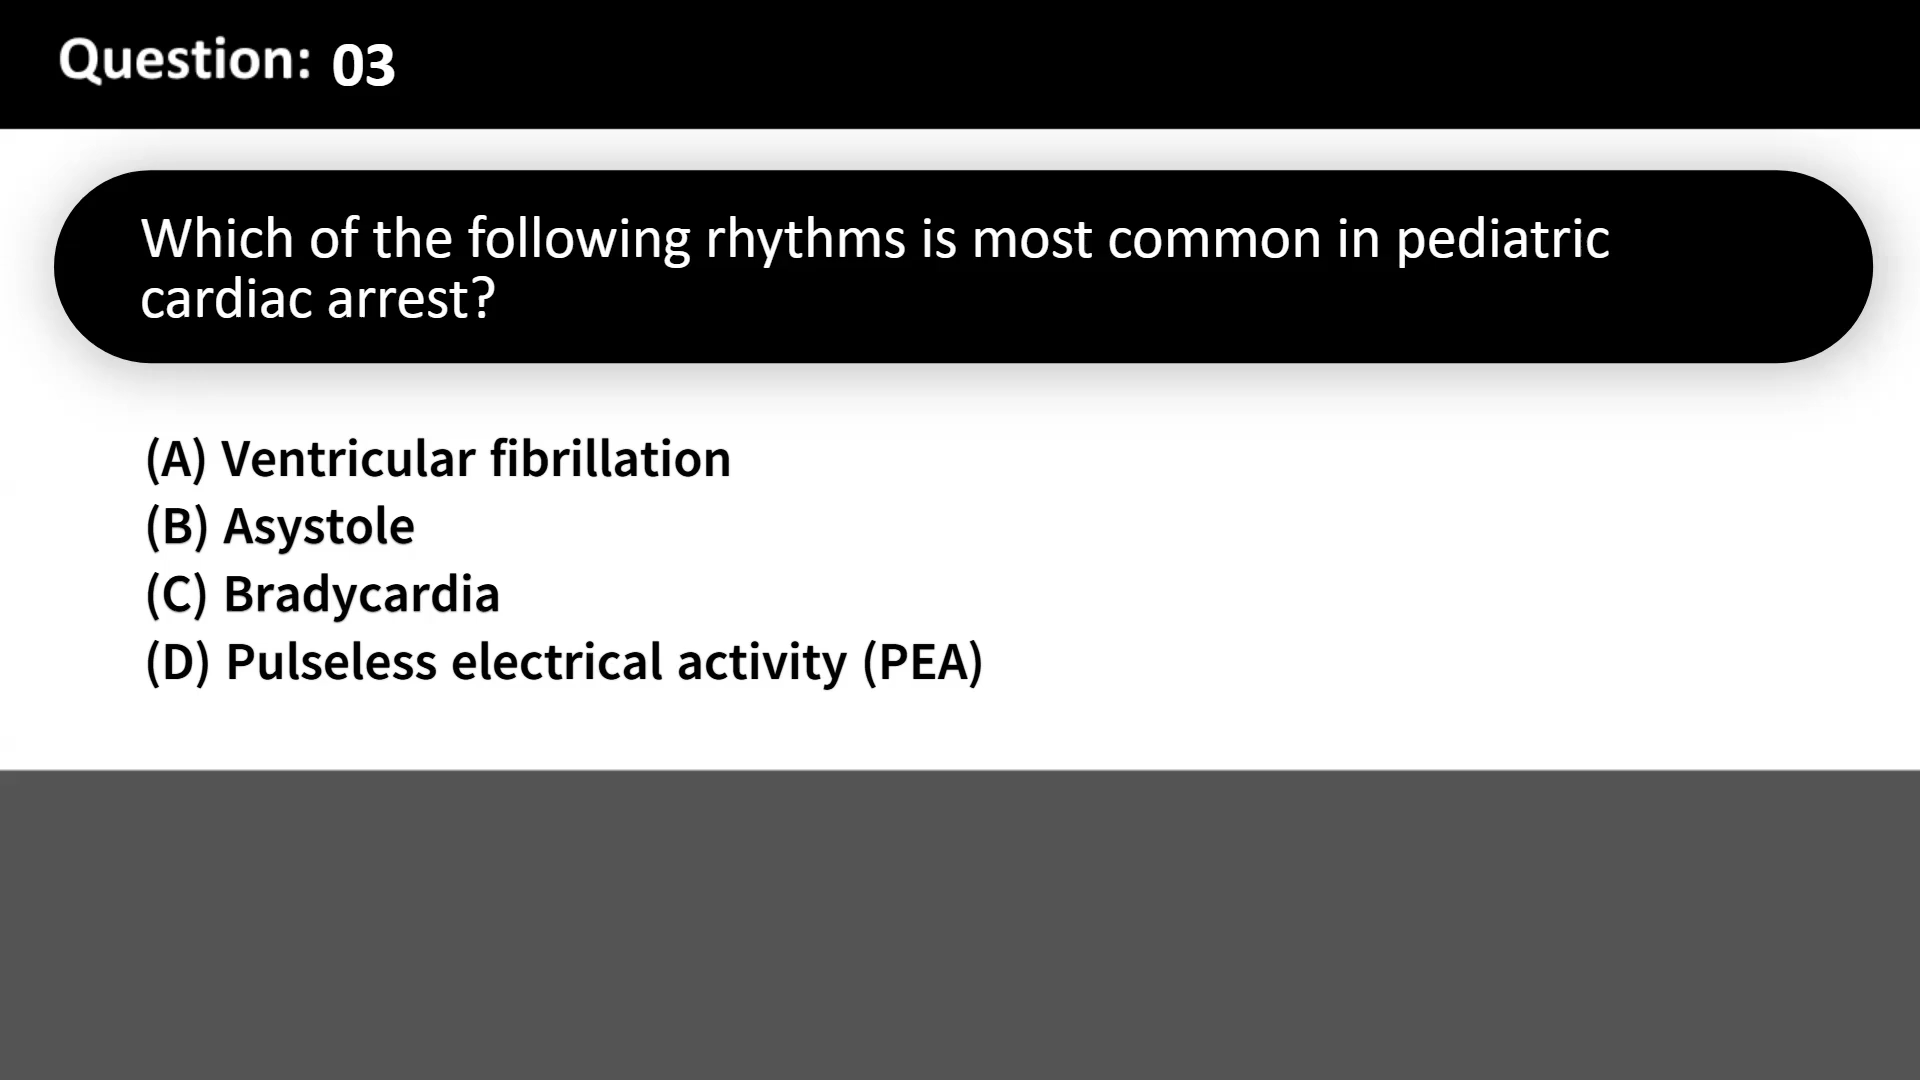 Question: 03
Which of the following rhythms is most common in pediatric
cardiac arrest?
(A) Ventricular fibrillation
(B) Asystole
(C) Bradycardia
(D) Pulseless electrical activity (PEA)